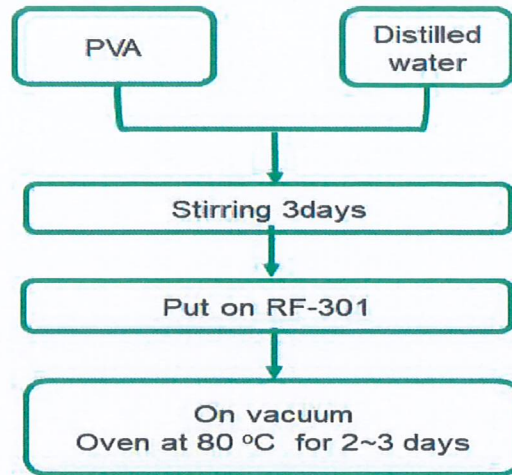 PVA
Distilled
water
Stirring 3days
Put on RF-301
On vacuum
Oven at 80 ºC for 2~3 days